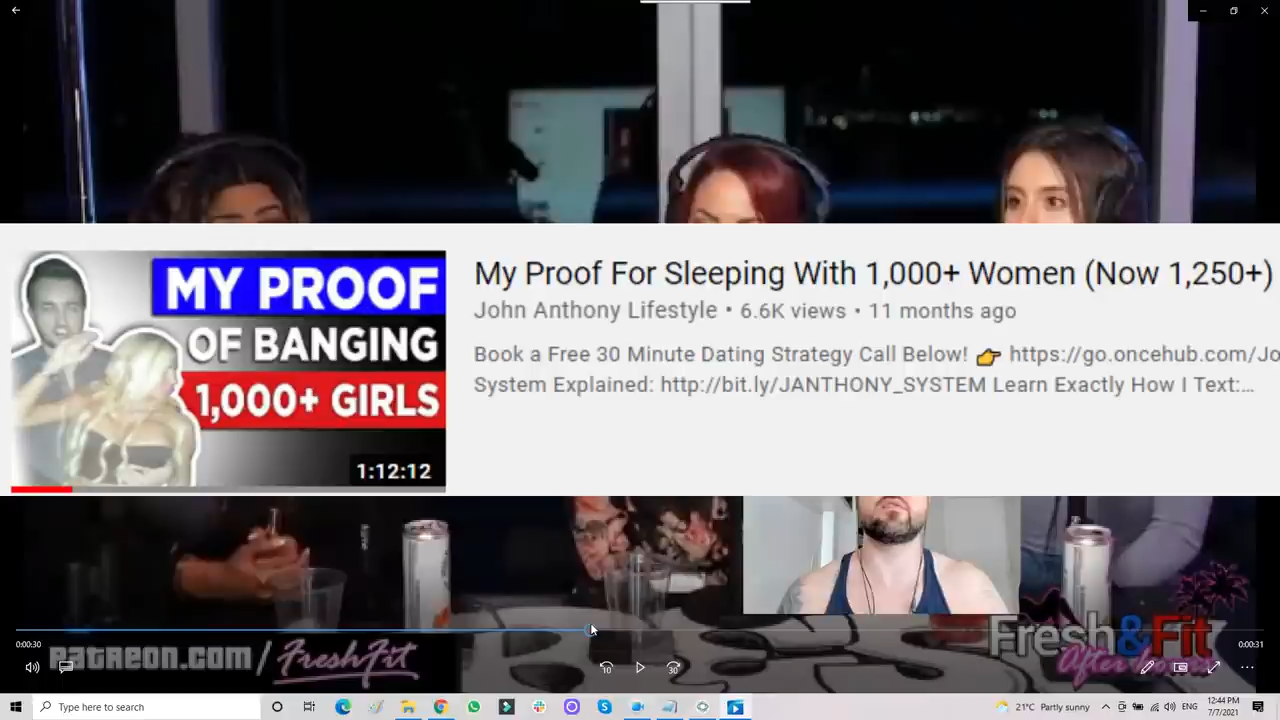 MY PROOF
OF BANGING
1,000+ GIRLS
1:12:12
My Proof For Sleeping With 1,000+ Women (Now 1,250+)
John Anthony Lifestyle • 6.6K views • 11 months ago
Book a Free 30 Minute Dating Strategy Call Below! 👉 https://go.oncehub.com/Jo
System Explained: http://bit.ly/JANTHONY_SYSTEM Learn Exactly How I Text:...
0:00:30
0:00:31
PATREON.COM/FRESHFIT
Fresh&Fit
10
30
Type here to search
21°C Partly sunny
ENG
12:44 PM
7/7/2021